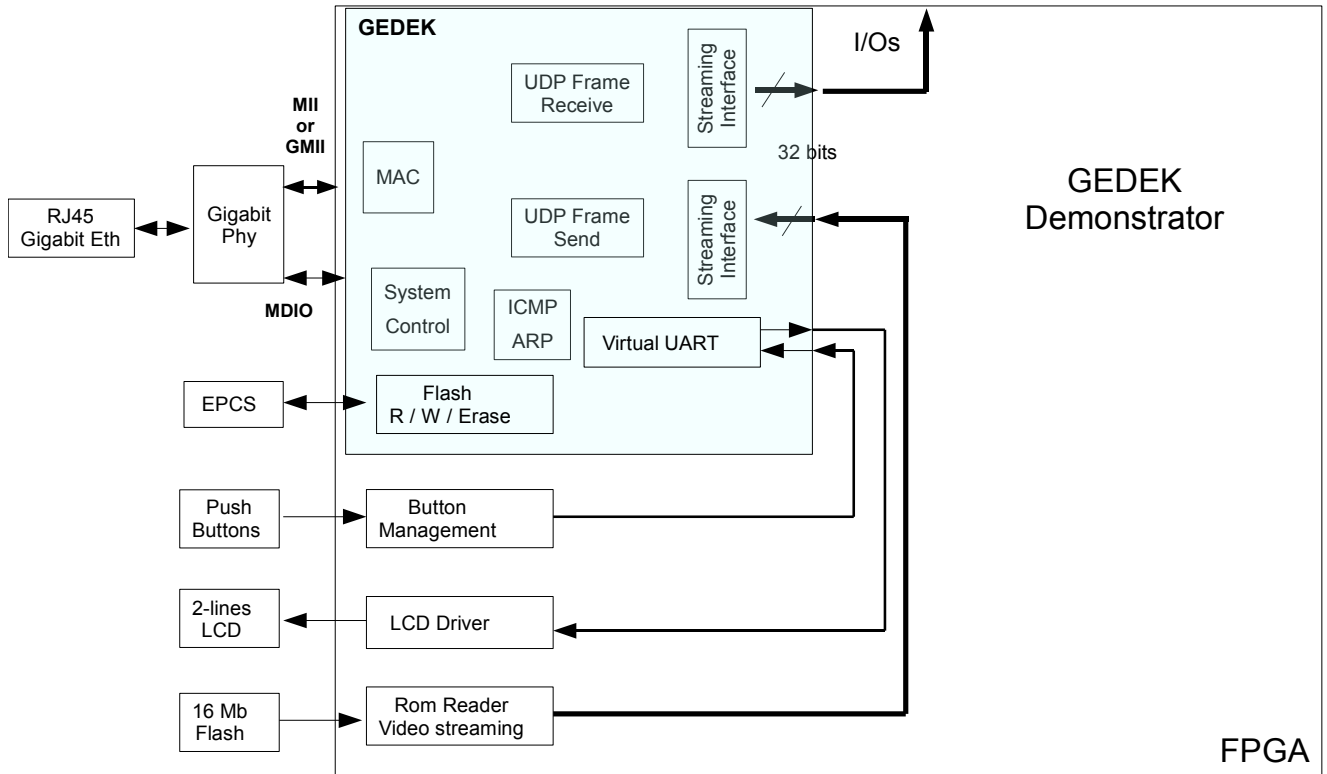 GEDEK
I/Os
UDP Frame
Receive
Streaming
Interface
MII
or
GMII
32 bits
MAC
GEDEK
Demonstrator
RJ45
Gigabit Eth
Gigabit
Phy
UDP Frame
Send
Streaming
Interface
MDIO
System
Control
ICMP
ARP
Virtual UART
EPCS
Flash
R / W / Erase
Push
Buttons
Button
Management
2-lines
LCD
LCD Driver
16 Mb
Flash
Rom Reader
Video streaming
FPGA